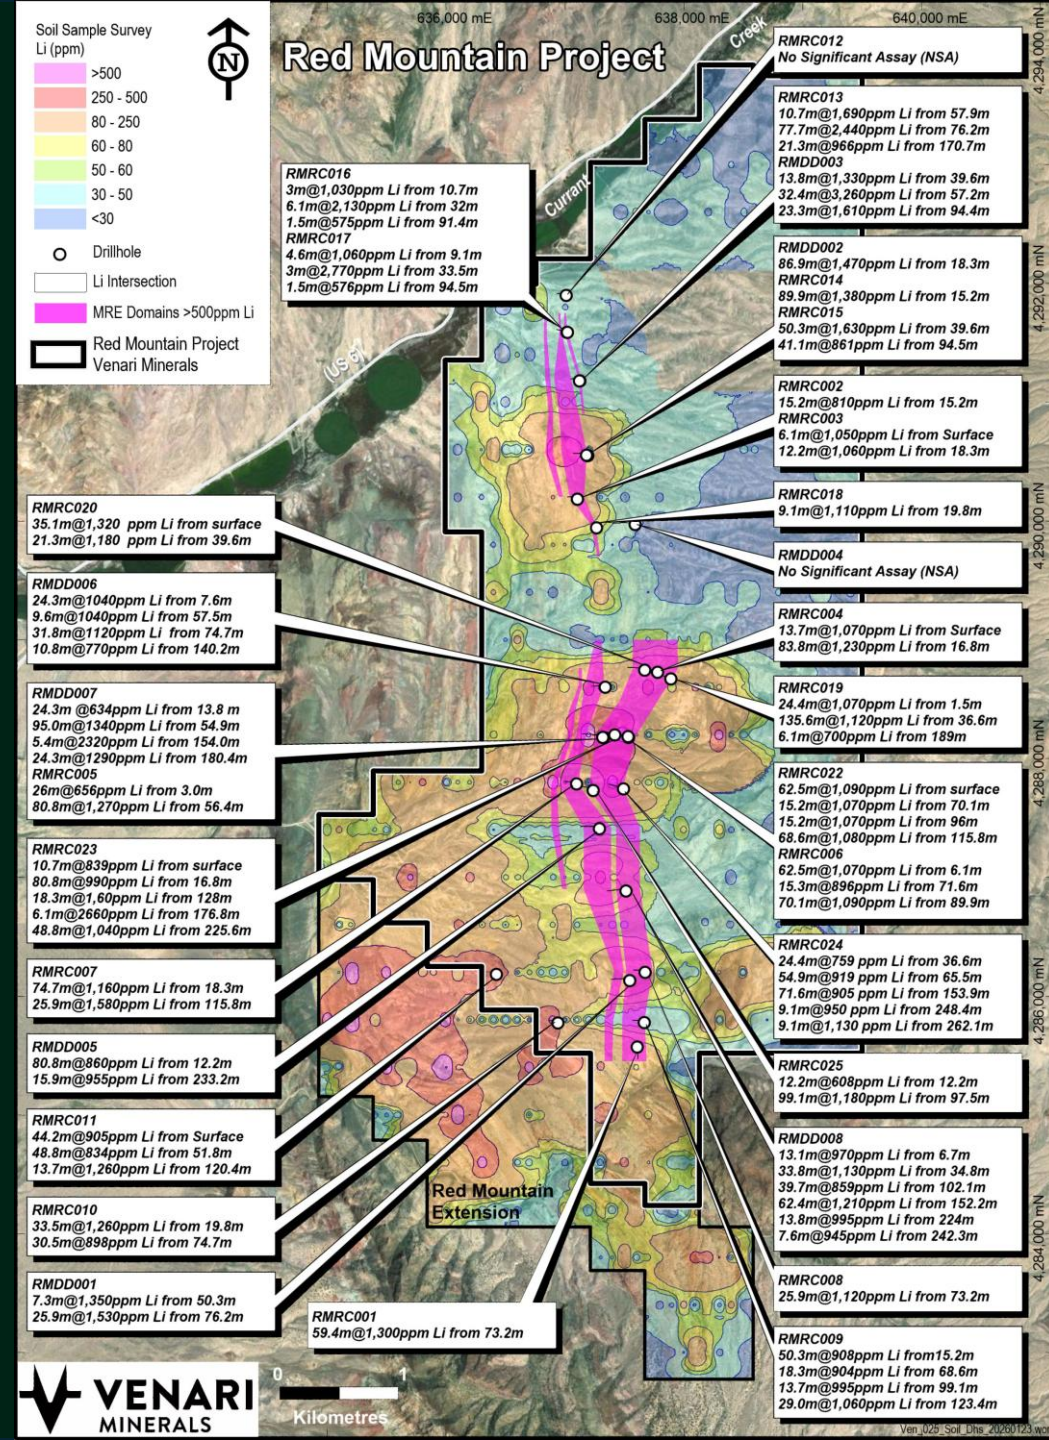 636,000 mE
638,000 mE
640,000 mE
Soil Sample Survey
Li (ppm)
>500
250 - 500
80 - 250
60 - 80
50 - 60
30 - 50
<30
Drillhole
Li Intersection
MRE Domains >500ppm Li
Red Mountain Project
Venari Minerals
N
Red Mountain Project
Creek
Currant
(US 6)
4,294,000 mN
4,292,000 mN
4,290,000 mN
4,288,000 mN
4,286,000 mN
4,284,000 mN
RMRC016
3m@1,030ppm Li from 10.7m
6.1m@2,130ppm Li from 32m
1.5m@575ppm Li from 91.4m
RMRC017
4.6m@1,060ppm Li from 9.1m
3m@2,770ppm Li from 33.5m
1.5m@576ppm Li from 94.5m
RMRC012
No Significant Assay (NSA)
RMRC013
10.7m@1,690ppm Li from 57.9m
77.7m@2,440ppm Li from 76.2m
21.3m@966ppm Li from 170.7m
RMDD003
13.8m@1,330ppm Li from 39.6m
32.4m@3,260ppm Li from 57.2m
23.3m@1,610ppm Li from 94.4m
RMDD002
86.9m@1,470ppm Li from 18.3m
RMRC014
89.9m@1,380ppm Li from 15.2m
RMRC015
50.3m@1,630ppm Li from 39.6m
41.1m@861ppm Li from 94.5m
RMRC002
15.2m@810ppm Li from 15.2m
RMRC003
6.1m@1,050ppm Li from Surface
12.2m@1,060ppm Li from 18.3m
RMRC018
9.1m@1,110ppm Li from 19.8m
RMDD004
No Significant Assay (NSA)
RMRC004
13.7m@1,070ppm Li from Surface
83.8m@1,230ppm Li from 16.8m
RMRC019
24.4m@1,070ppm Li from 1.5m
135.6m@1,120ppm Li from 36.6m
6.1m@700ppm Li from 189m
RMRC022
62.5m@1,090ppm Li from surface
15.2m@1,070ppm Li from 70.1m
15.2m@1,070ppm Li from 96m
68.6m@1,080ppm Li from 115.8m
RMRC006
62.5m@1,070ppm Li from 6.1m
15.3m@896ppm Li from 71.6m
70.1m@1,090ppm Li from 89.9m
RMRC024
24.4m@759 ppm Li from 36.6m
54.9m@919 ppm Li from 65.5m
71.6m@905 ppm Li from 153.9m
9.1m@950 ppm Li from 248.4m
9.1m@1,130 ppm Li from 262.1m
RMRC025
12.2m@608ppm Li from 12.2m
99.1m@1,180ppm Li from 97.5m
RMDD008
13.1m@970ppm Li from 6.7m
33.8m@1,130ppm Li from 34.8m
39.7m@859ppm Li from 102.1m
62.4m@1,210ppm Li from 152.2m
13.8m@995ppm Li from 224m
7.6m@945ppm Li from 242.3m
RMRC008
25.9m@1,120ppm Li from 73.2m
RMRC009
50.3m@908ppm Li from15.2m
18.3m@904ppm Li from 68.6m
13.7m@995ppm Li from 99.1m
29.0m@1,060ppm Li from 123.4m
RMRC020
35.1m@1,320 ppm Li from surface
21.3m@1,180 ppm Li from 39.6m
RMDD006
24.3m@1040ppm Li from 7.6m
9.6m@1040ppm Li from 57.5m
31.8m@1120ppm Li from 74.7m
10.8m@770ppm Li from 140.2m
RMDD007
24.3m @634ppm Li from 13.8 m
95.0m@1340ppm Li from 54.9m
5.4m@2320ppm Li from 154.0m
24.3m@1290ppm Li from 180.4m
RMRC005
26m@656ppm Li from 3.0m
80.8m@1,270ppm Li from 56.4m
RMRC023
10.7m@839ppm Li from surface
80.8m@990ppm Li from 16.8m
18.3m@1,60ppm Li from 128m
6.1m@2660ppm Li from 176.8m
48.8m@1,040ppm Li from 225.6m
RMRC007
74.7m@1,160ppm Li from 18.3m
25.9m@1,580ppm Li from 115.8m
RMDD005
80.8m@860ppm Li from 12.2m
15.9m@955ppm Li from 233.2m
RMRC011
44.2m@905ppm Li from Surface
48.8m@834ppm Li from 51.8m
13.7m@1,260ppm Li from 120.4m
RMRC010
33.5m@1,260ppm Li from 19.8m
30.5m@898ppm Li from 74.7m
RMDD001
7.3m@1,350ppm Li from 50.3m
25.9m@1,530ppm Li from 76.2m
RMRC001
59.4m@1,300ppm Li from 73.2m
Red Mountain
Extension
0 1
Kilometres
VENARI
MINERALS
Ven_025_Soil_Dhs_20260123.wor